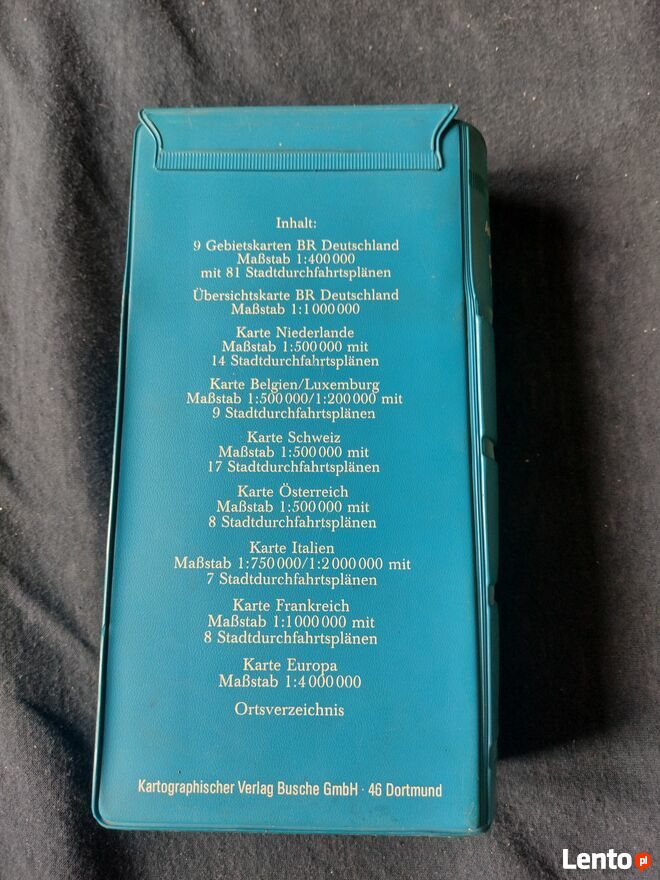 Inhalt:
9 Gebietskarten BR Deutschland
Maßstab 1:400 000
mit 81 Stadtdurchfahrtsplänen
Übersichtskarte BR Deutschland
Maßstab 1:1 000 000
Karte Niederlande
Maßstab 1:500 000 mit
14 Stadtdurchfahrtsplänen
Karte Belgien/Luxemburg
Maßstab 1:500 000/1:200 000 mit
9 Stadtdurchfahrtsplänen
Karte Schweiz
Maßstab 1:500 000 mit
17 Stadtdurchfahrtsplänen
Karte Österreich
Maßstab 1:500 000 mit
8 Stadtdurchfahrtsplänen
Karte Italien
Maßstab 1:750 000/1:2 000 000 mit
7 Stadtdurchfahrtsplänen
Karte Frankreich
Maßstab 1:1 000 000 mit
8 Stadtdurchfahrtsplänen
Karte Europa
Maßstab 1:4 000 000
Ortsverzeichnis
Kartographischer Verlag Busche GmbH · 46 Dortmund
Lento.pl